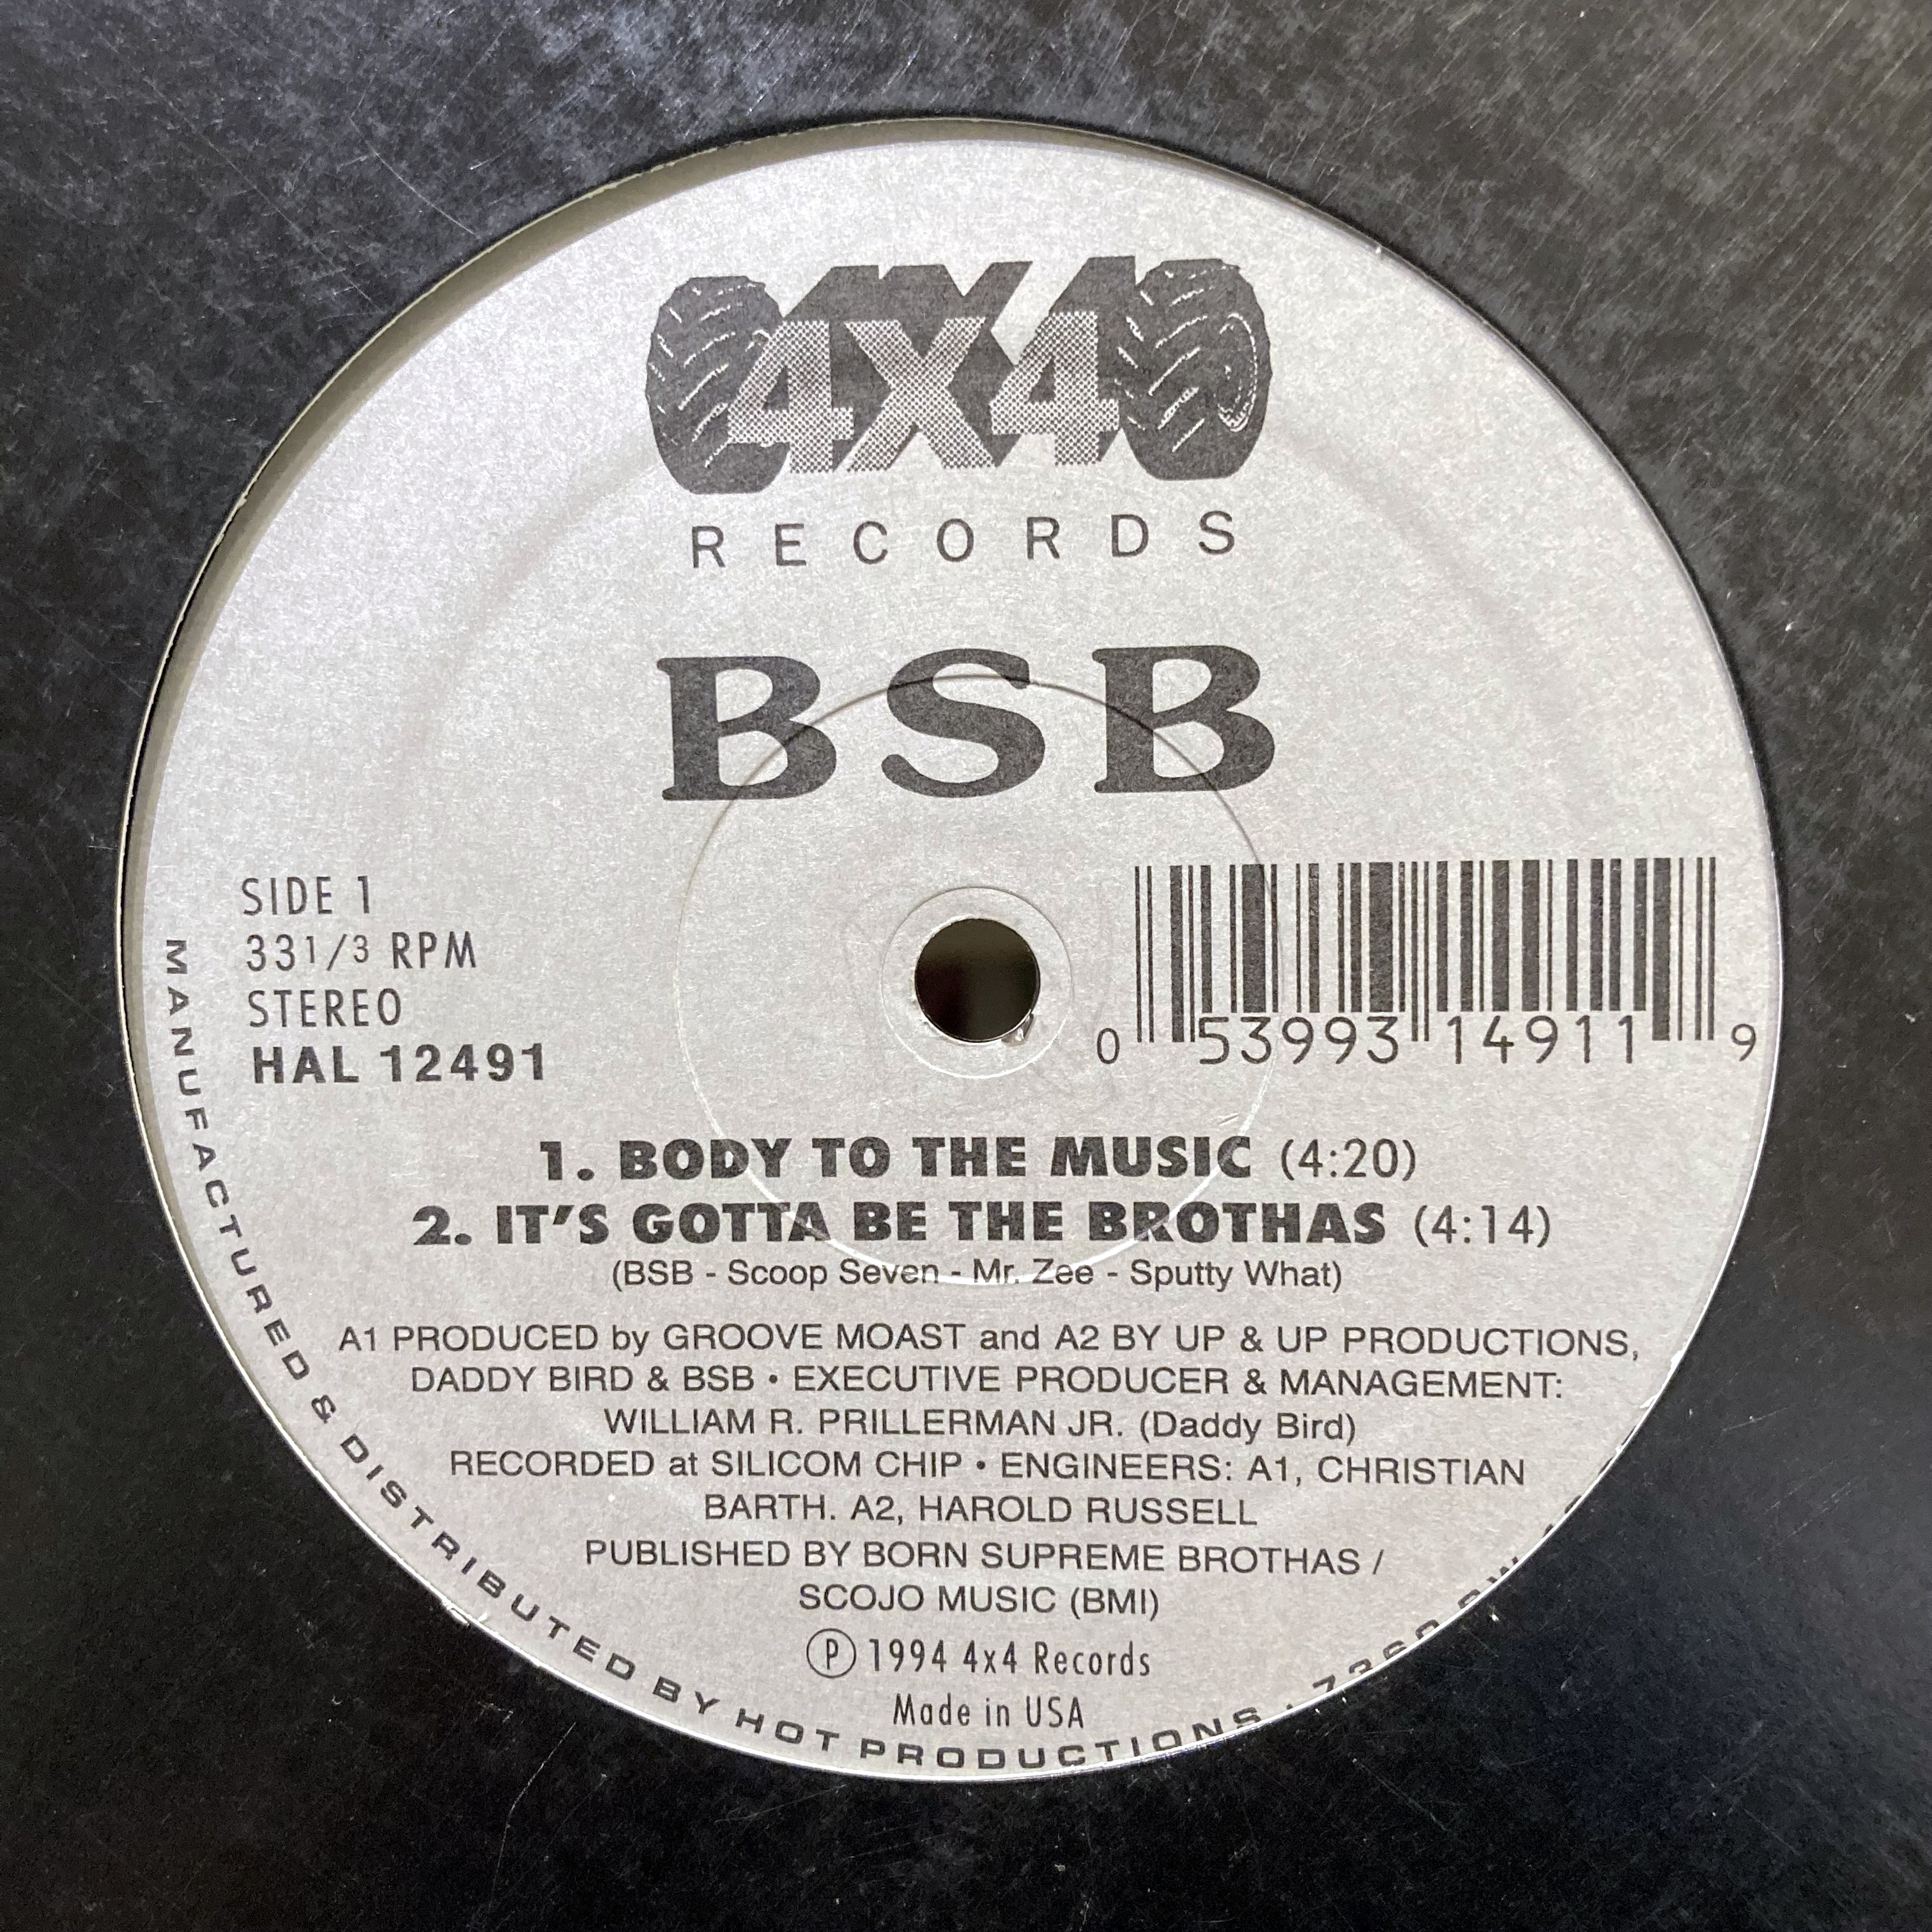 4X4
RECORDS
BSB
SIDE 1
33 1/3 RPM
STEREO
HAL 12491
0 53993 14911 9
1. BODY TO THE MUSIC (4:20)
2. IT'S GOTTA BE THE BROTHAS (4:14)
(BSB - Scoop Seven - Mr. Zee - Sputty What)
A1 PRODUCED by GROOVE MOAST and A2 BY UP & UP PRODUCTIONS,
DADDY BIRD & BSB • EXECUTIVE PRODUCER & MANAGEMENT:
WILLIAM R. PRILLERMAN JR. (Daddy Bird)
RECORDED at SILICOM CHIP • ENGINEERS: A1, CHRISTIAN
BARTH. A2, HAROLD RUSSELL
PUBLISHED BY BORN SUPREME BROTHAS /
SCOJO MUSIC (BMI)
Ⓟ 1994 4x4 Records
Made in USA
MANUFACTURED & DISTRIBUTED BY HOT PRODUCTIONS